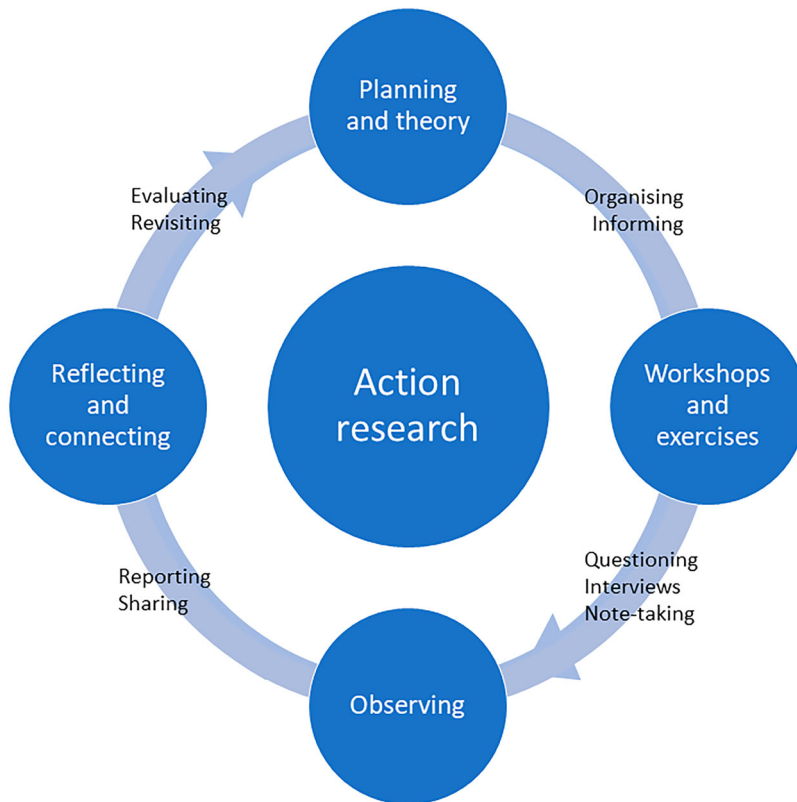 Planning
and theory
Evaluating
Revisiting
Organising
Informing
Reflecting
and
connecting
Action
research
Workshops
and
exercises
Reporting
Sharing
Questioning
Interviews
Note-taking
Observing